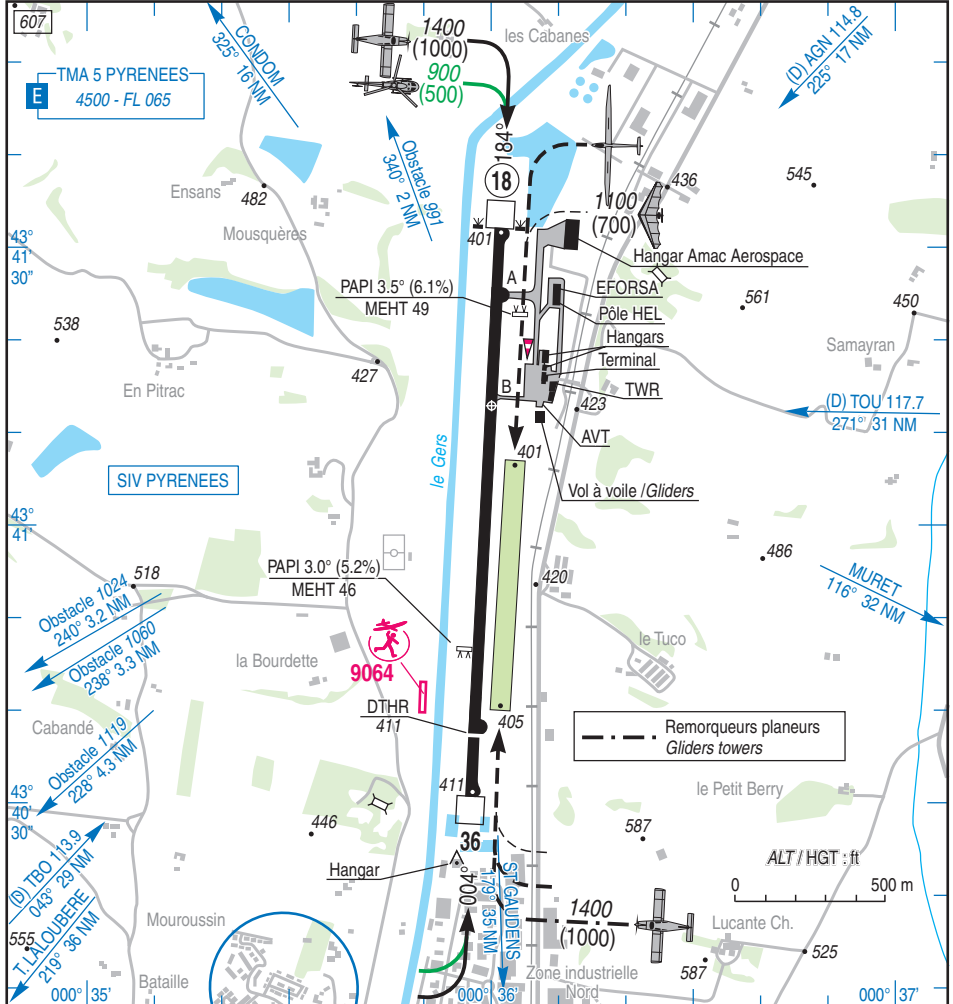 607
CONDOM
325° 16 NM
1400
(1000)
900
(500)
les Cabanes
(D) AGN 114.8
225° 17 NM
TMA 5 PYRENEES
E
4500 - FL 065
Obstacle 991
340° 2 NM
184°
18
Ensans
482
Mousquères
436
545
1100
(700)
43°
41'
30"
401
Hangar Amac Aerospace
A
PAPI 3.5° (6.1%)
MEHT 49
EFORSA
Pôle HEL
561
450
538
Hangars
Samayran
Terminal
427
En Pitrac
B
TWR
423
(D) TOU 117.7
271° 31 NM
AVT
401
le Gers
SIV PYRENEES
Vol à voile /Gliders
43°
41'
486
518
PAPI 3.0° (5.2%)
MEHT 46
420
MURET
116° 32 NM
Obstacle 1024
240° 3.2 NM
Obstacle 1060
238° 3.3 NM
la Bourdette
9064
le Tuco
DTHR
411
405
Cabandé
Obstacle 1119
228° 4.3 NM
Remorqueurs planeurs
Gliders towers
43°
40'
30"
411
le Petit Berry
446
36
587
ALT / HGT : ft
Hangar
004°
ST GAUDENS
179° 35 NM
0
500 m
(D) TBO 113.9
043° 29 NM
T. LALOUBERE
219° 36 NM
Mouroussin
1400
(1000)
Lucante Ch.
555
525
587
Bataille
Zone industrielle
Nord
000° 35'
000° 36'
000° 37'